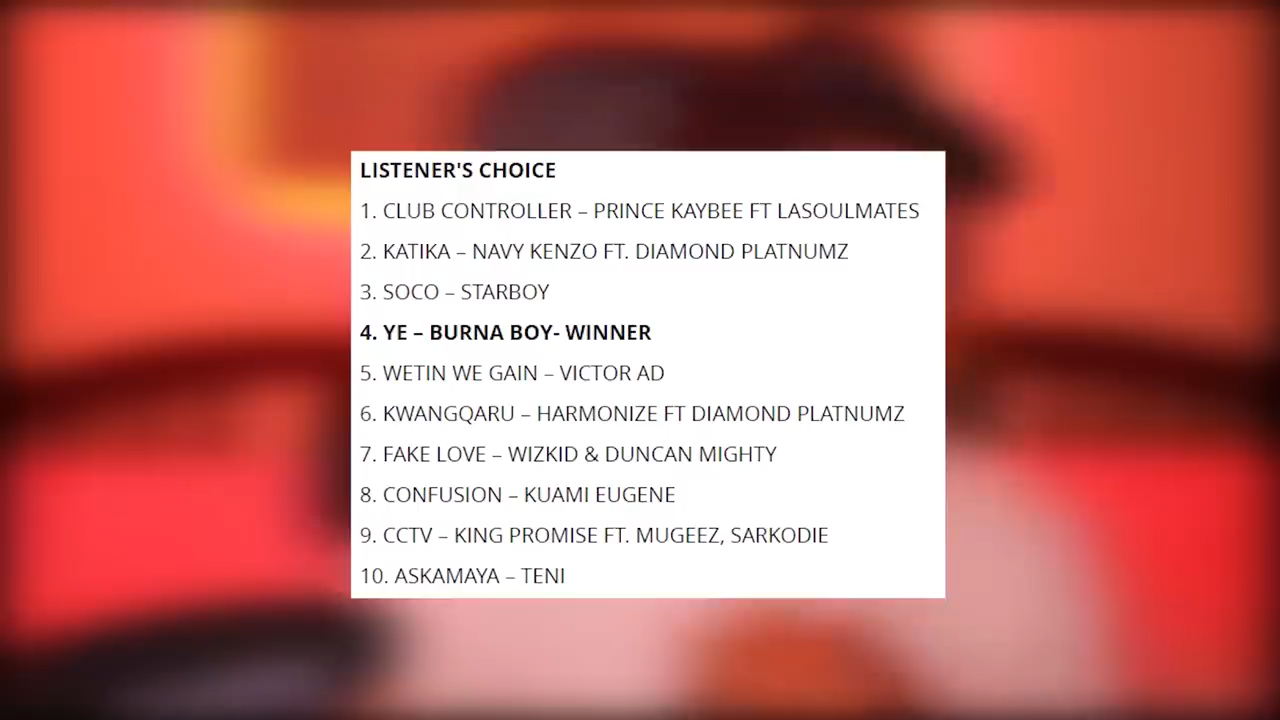 LISTENER'S CHOICE
1. CLUB CONTROLLER – PRINCE KAYBEE FT LASOULMATES
2. KATIKA – NAVY KENZO FT. DIAMOND PLATNUMZ
3. SOCO – STARBOY
4. YE – BURNA BOY- WINNER
5. WETIN WE GAIN – VICTOR AD
6. KWANGQARU – HARMONIZE FT DIAMOND PLATNUMZ
7. FAKE LOVE – WIZKID & DUNCAN MIGHTY
8. CONFUSION – KUAMI EUGENE
9. CCTV – KING PROMISE FT. MUGEEZ, SARKODIE
10. ASKAMAYA – TENI